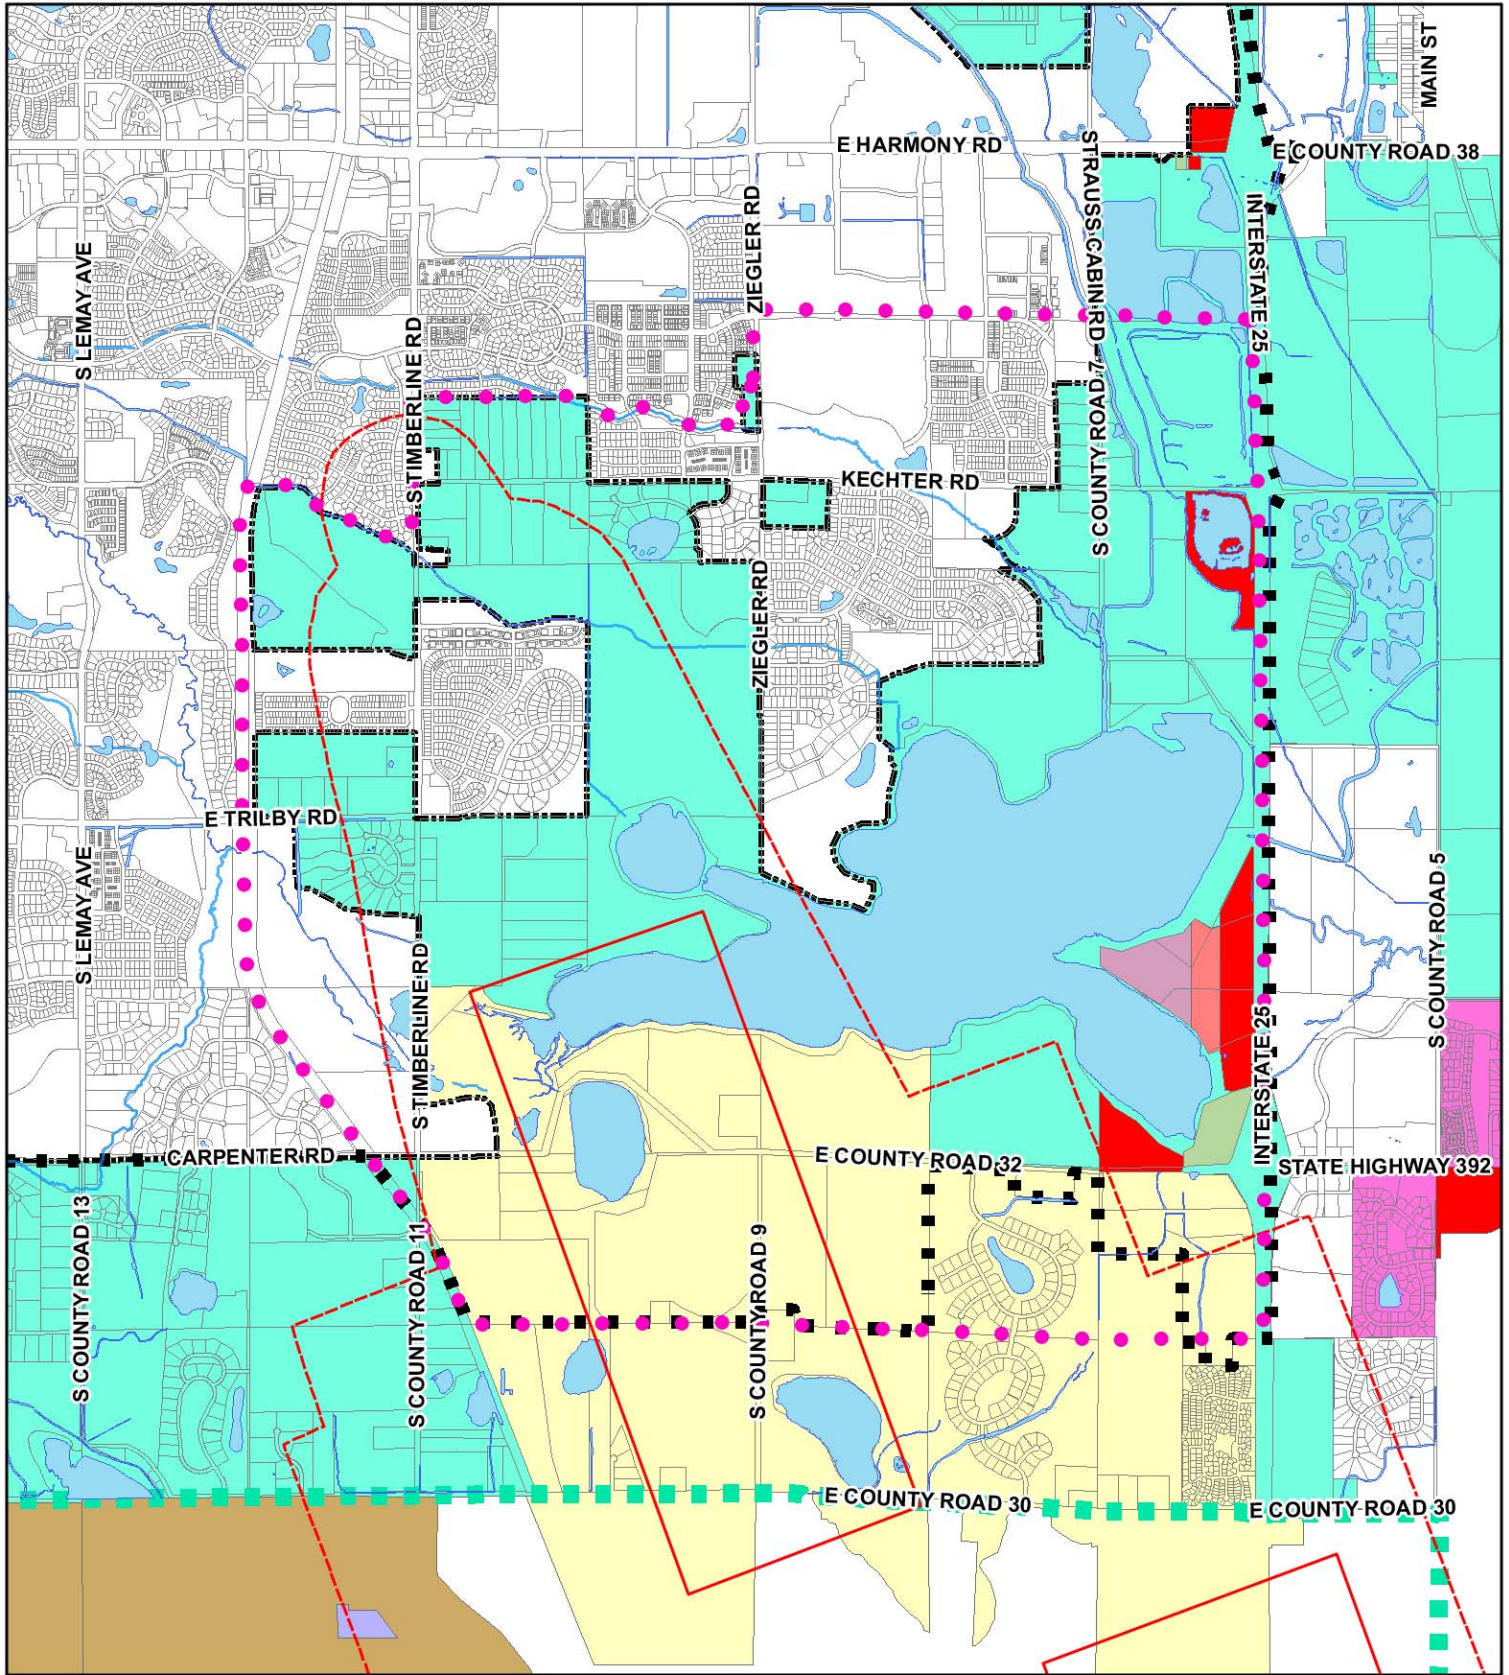 MAIN ST
E HARMONY RD
E COUNTY ROAD 38
STRAUSS CABIN RD
S LEMAY AVE
ZIEGLER RD
INTERSTATE 25
S TIMBERLINE RD
KECHTER RD
S COUNTY ROAD 7
ZIEGLER RD
E TRILBY RD
S LEMAY AVE
S COUNTY ROAD 5
S TIMBERLINE RD
INTERSTATE 25
CARPENTER RD
E COUNTY ROAD 32
STATE HIGHWAY 392
S COUNTY ROAD 13
S COUNTY ROAD 11
S COUNTY ROAD 9
E COUNTY ROAD 30
E COUNTY ROAD 30